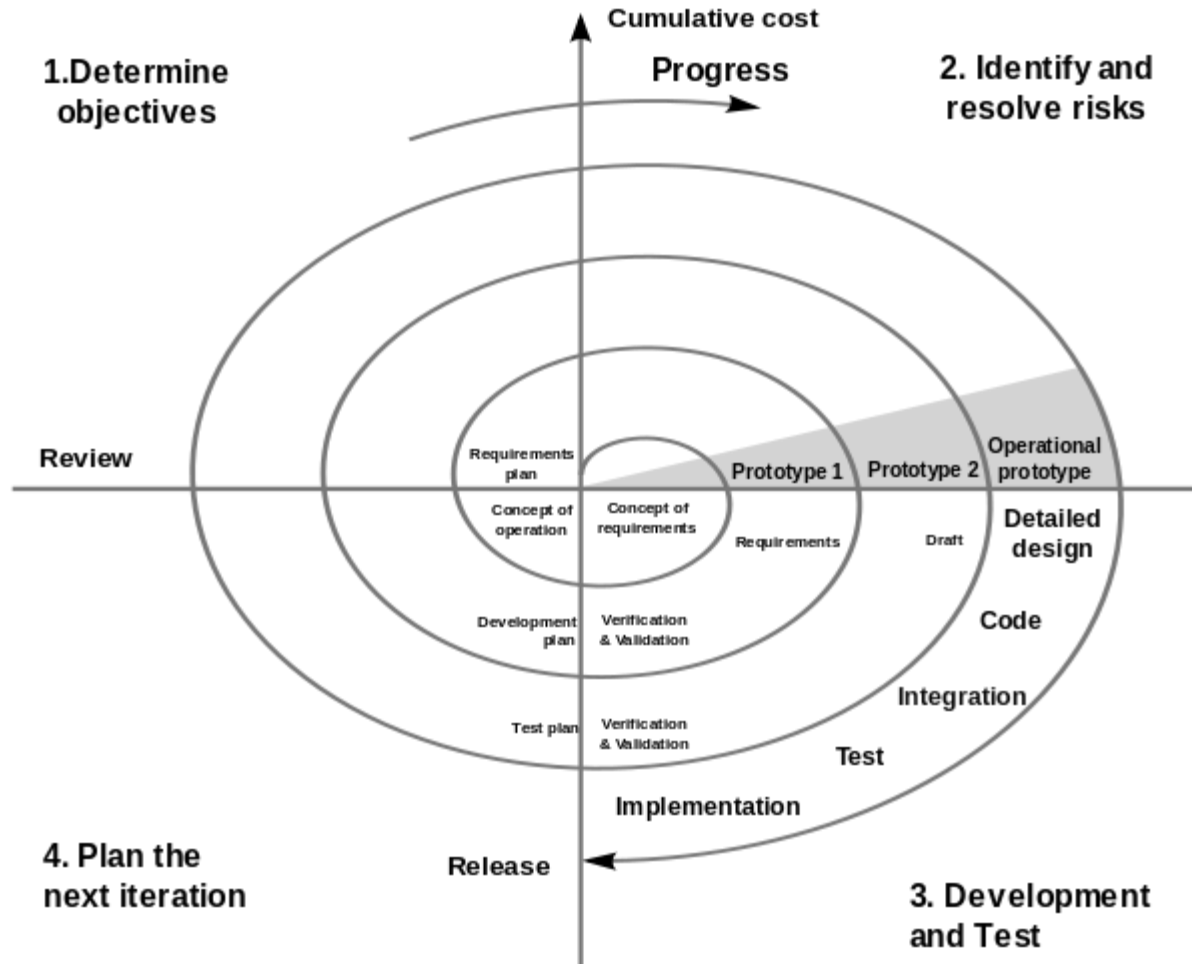 Cumulative cost
Progress
1.Determine
objectives
2. Identify and
resolve risks
Review
Requirements
plan
Concept of
operation
Concept of
requirements
Prototype 1
Prototype 2
Operational
prototype
Requirements
Draft
Detailed
design
Development
plan
Verification
& Validation
Code
Integration
Test plan
Verification
& Validation
Test
Implementation
Release
4. Plan the
next iteration
3. Development
and Test